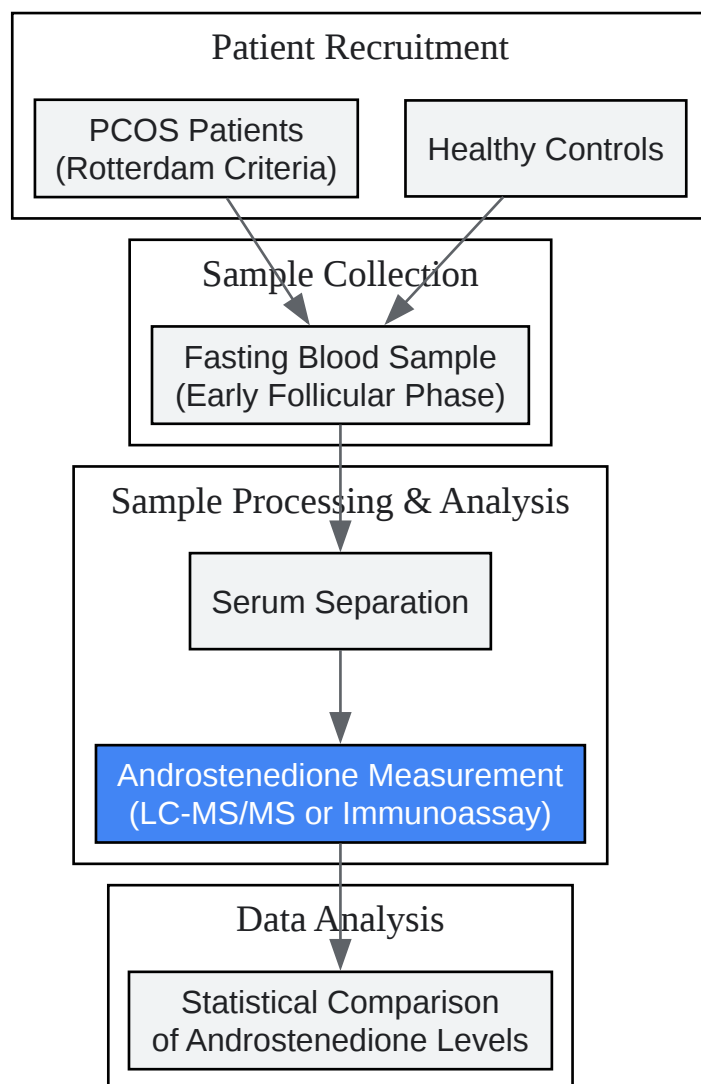 Patient Recruitment
PCOS Patients
(Rotterdam Criteria)
Healthy Controls
Sample Collection
Fasting Blood Sample
(Early Follicular Phase)
Sample Processing & Analysis
Serum Separation
Androstenedione Measurement
(LC-MS/MS or Immunoassay)
Data Analysis
Statistical Comparison
of Androstenedione Levels